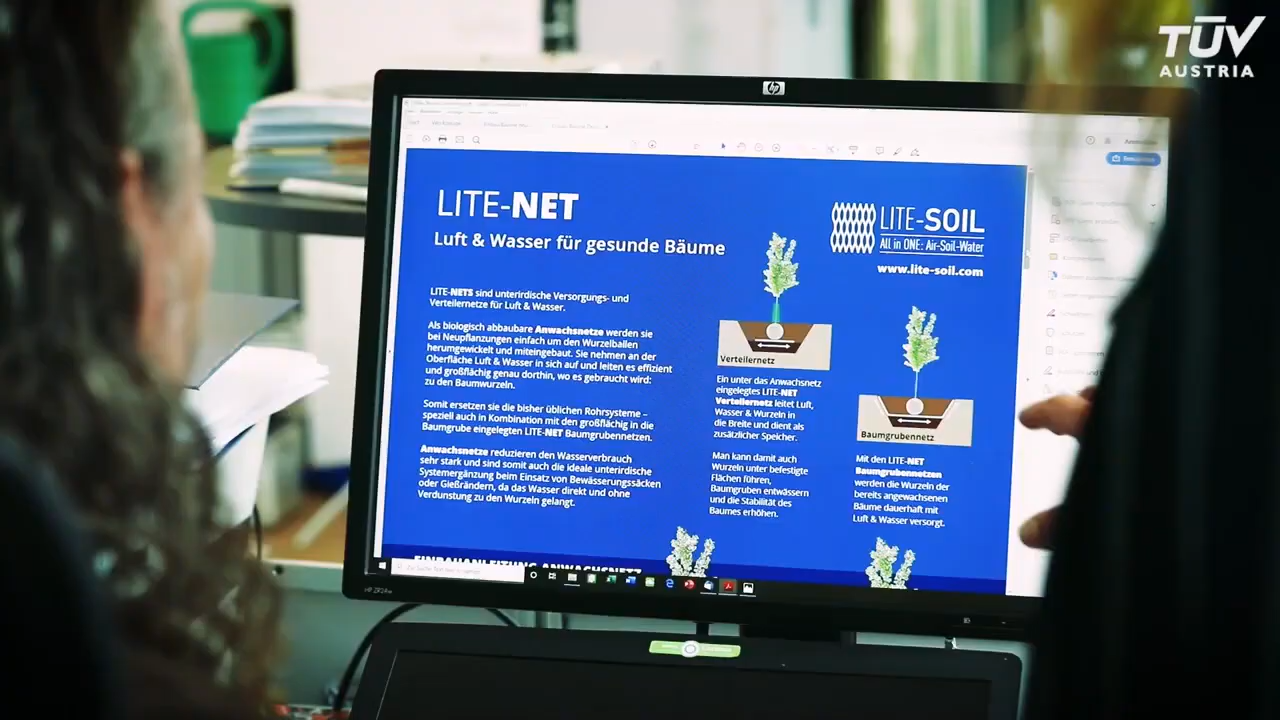 TÜV
AUSTRIA
hp
LITE-NET
Luft & Wasser für gesunde Bäume
LITE-SOIL
All in ONE: Air-Soil-Water
www.lite-soil.com
LITE-NETS sind unterirdische Versorgungs- und
Verteilernetze für Luft & Wasser.
Als biologisch abbaubare Anwachsnetze werden sie
bei Neupflanzungen einfach um den Wurzelballen
herumgewickelt und miteingebaut. Sie nehmen an der
Oberfläche Luft & Wasser in sich auf und leiten es effizient
und großflächig genau dorthin, wo es gebraucht wird:
zu den Baumwurzeln.
Somit ersetzen sie die bisher üblichen Rohrsysteme –
speziell auch in Kombination mit den großflächig in die
Baumgrube eingelegten LITE-NET Baumgrubennetzen.
Anwachsnetze reduzieren den Wasserverbrauch
sehr stark und sind somit auch die ideale unterirdische
Systemergänzung beim Einsatz von Bewässerungssäcken
oder Gießrändern, da das Wasser direkt und ohne
Verdunstung zu den Wurzeln gelangt.
Verteilernetz
Ein unter das Anwachsnetz
eingelegtes LITE-NET
Verteilernetz leitet Luft,
Wasser & Wurzeln in
die Breite und dient als
zusätzlicher Speicher.
Man kann damit auch
Wurzeln unter befestigte
Flächen führen,
Baumgruben entwässern
und die Stabilität des
Baumes erhöhen.
Baumgrubennetz
Mit den LITE-NET
Baumgrubennetzen
werden die Wurzeln der
bereits angewachsenen
Bäume dauerhaft mit
Luft & Wasser versorgt.
EINBAUANLEITUNG ANWACHSNETZ